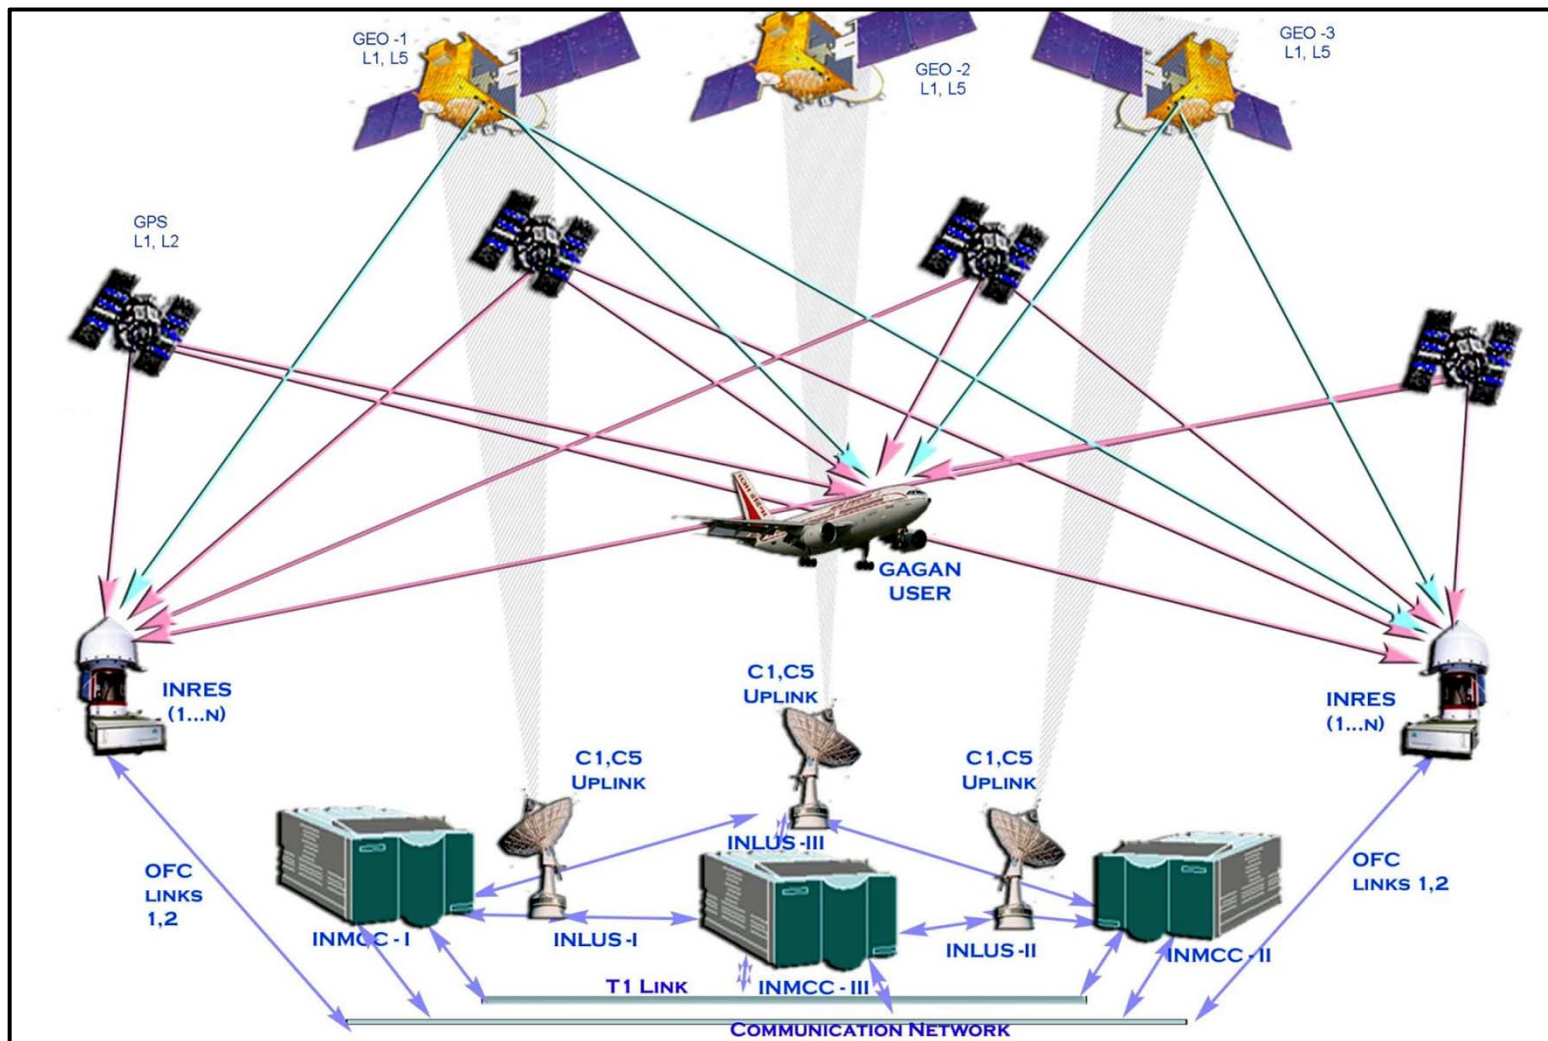 GEO -1
L1, L5
GEO -2
L1, L5
GEO -3
L1, L5
GPS
L1, L2
GAGAN
USER
INRES
(1...N)
INRES
(1...N)
C1,C5
UPLINK
C1,C5
UPLINK
C1,C5
UPLINK
OFC
LINKS
1,2
INLUS -III
OFC
LINKS 1,2
INMCC - I
INLUS -I
INLUS -II
INMCC - II
T1 LINK
INMCC - III
COMMUNICATION NETWORK